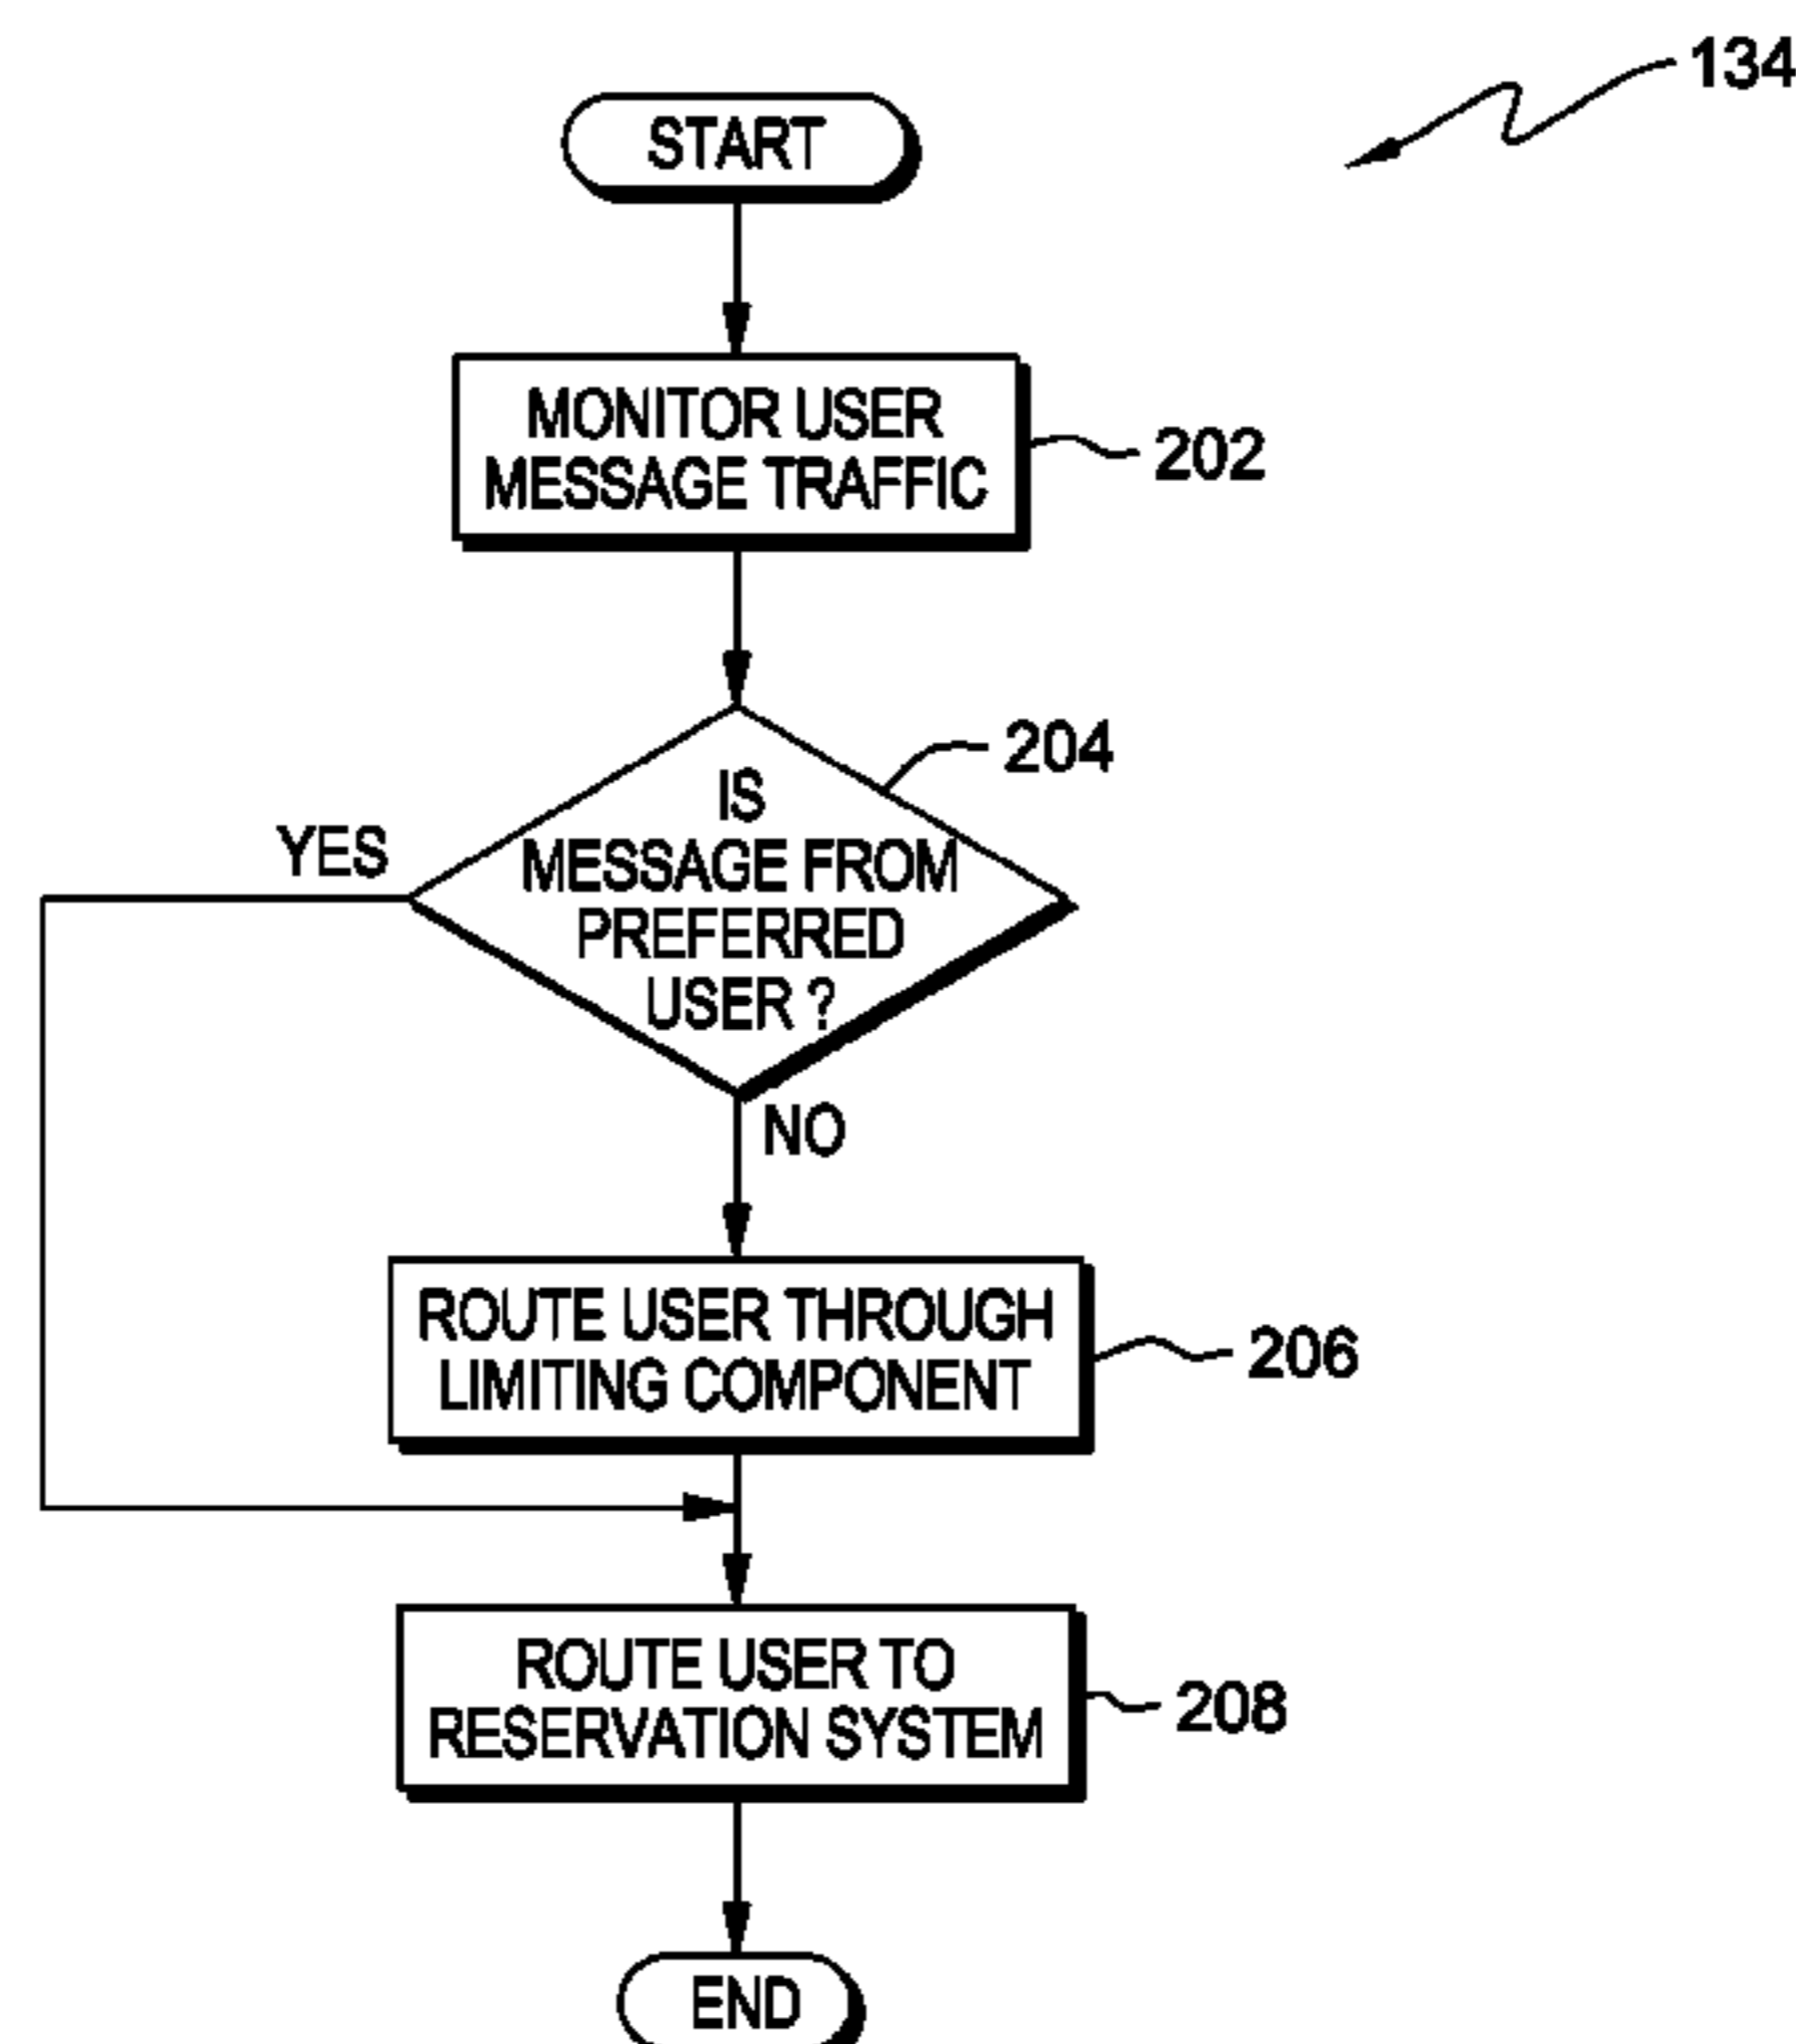 134
START
MONITOR USER
MESSAGE TRAFFIC
202
204
IS
MESSAGE FROM
PREFERRED
USER ?
YES
NO
ROUTE USER THROUGH
LIMITING COMPONENT
206
ROUTE USER TO
RESERVATION SYSTEM
208
END